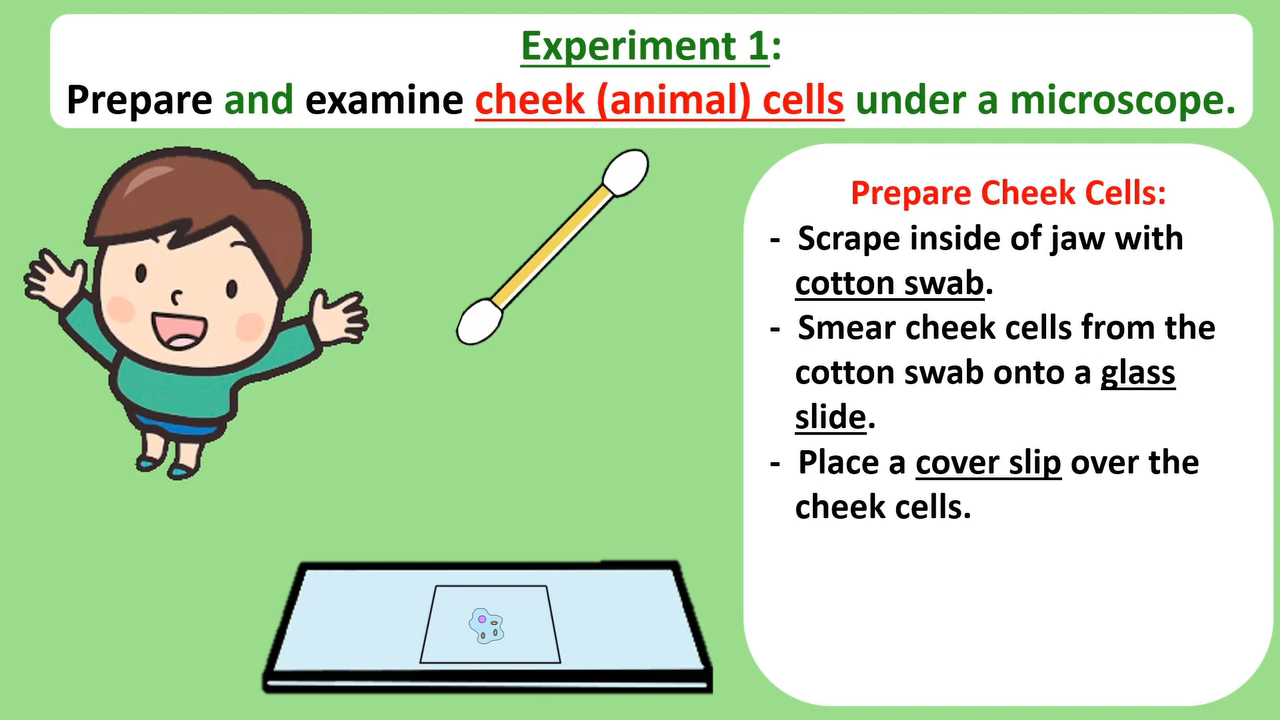 Experiment 1:
Prepare and examine cheek (animal) cells under a microscope.
Prepare Cheek Cells:
- Scrape inside of jaw with
cotton swab.
- Smear cheek cells from the
cotton swab onto a glass
slide.
- Place a cover slip over the
cheek cells.